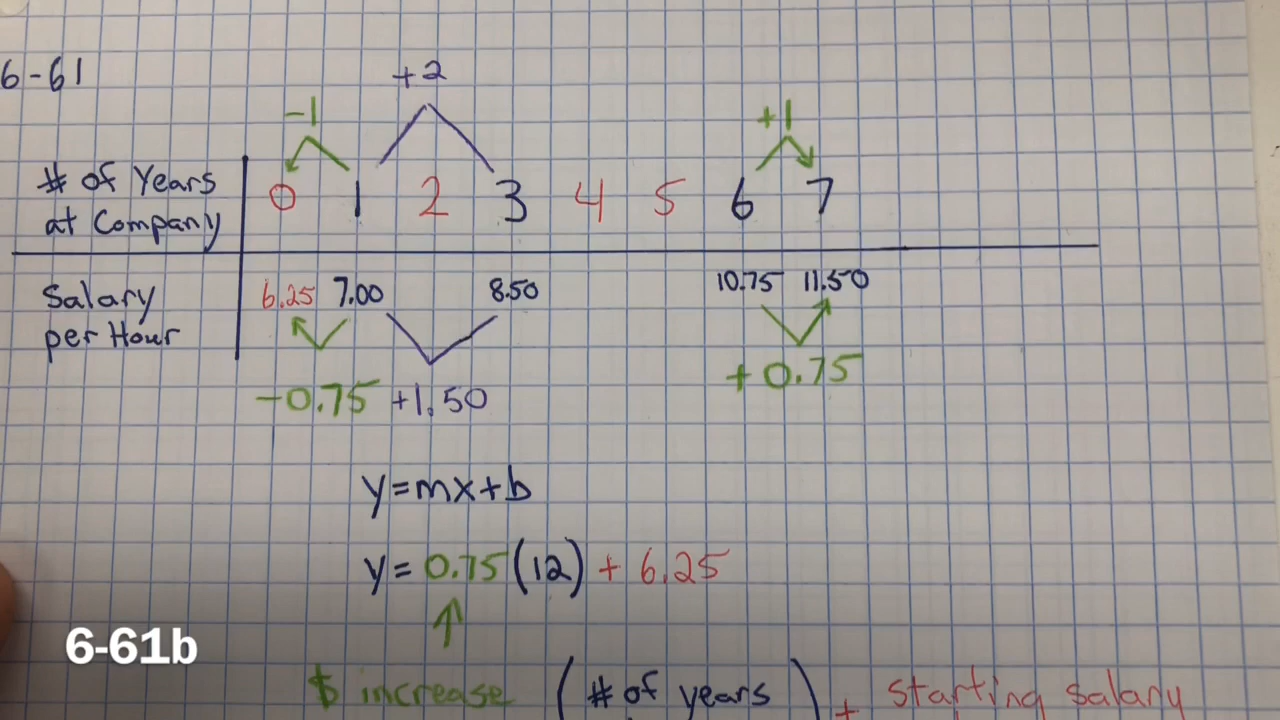 6-61
+2
-1
+1
# of Years
at Company
0 1 2 3 4 5 6 7
Salary
per Hour
6.25 7.00 8.50 10.75 11.50
-0.75 +1.50
+0.75
y=mx+b
y=0.75(12)+6.25
6-61b
$ increase (# of years) + starting salary